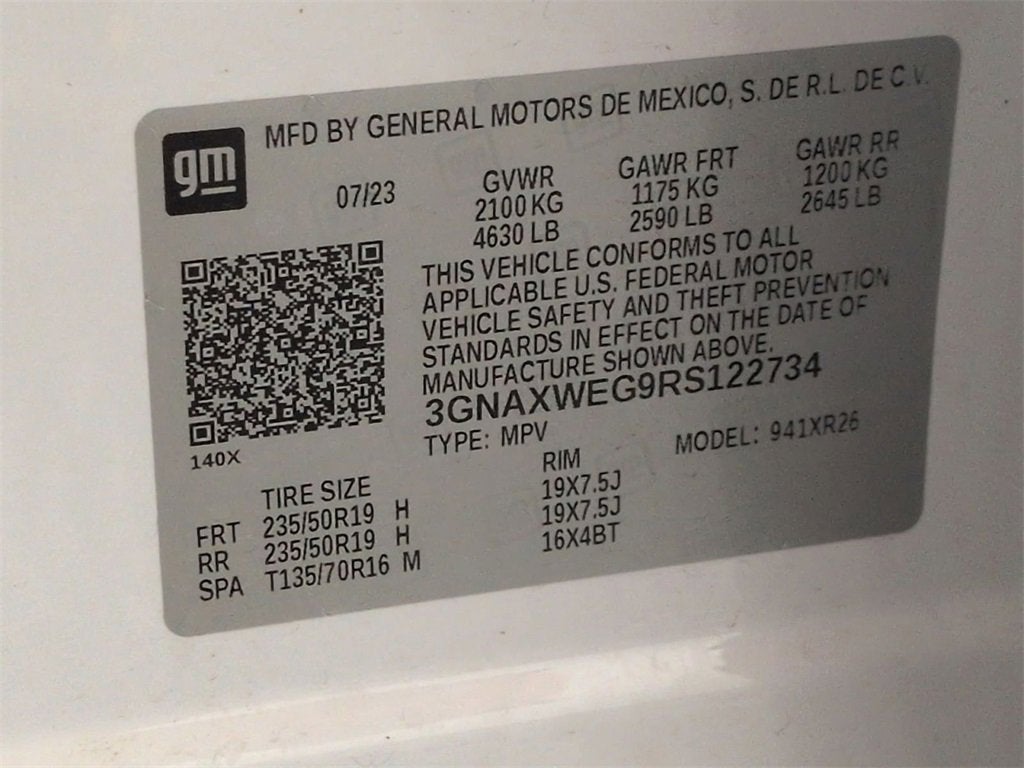 gm
MFD BY GENERAL MOTORS DE MEXICO, S. DE R.L. DE C.V.
07/23
GVWR GAWR FRT GAWR RR
2100 KG 1175 KG 1200 KG
4630 LB 2590 LB 2645 LB
THIS VEHICLE CONFORMS TO ALL
APPLICABLE U.S. FEDERAL MOTOR
VEHICLE SAFETY AND THEFT PREVENTION
STANDARDS IN EFFECT ON THE DATE OF
MANUFACTURE SHOWN ABOVE.
3GNAXWEG9RS122734
TYPE: MPV MODEL: 941XR26
140X
TIRE SIZE RIM
FRT 235/50R19 H 19X7.5J
RR 235/50R19 H 19X7.5J
SPA T135/70R16 M 16X4BT